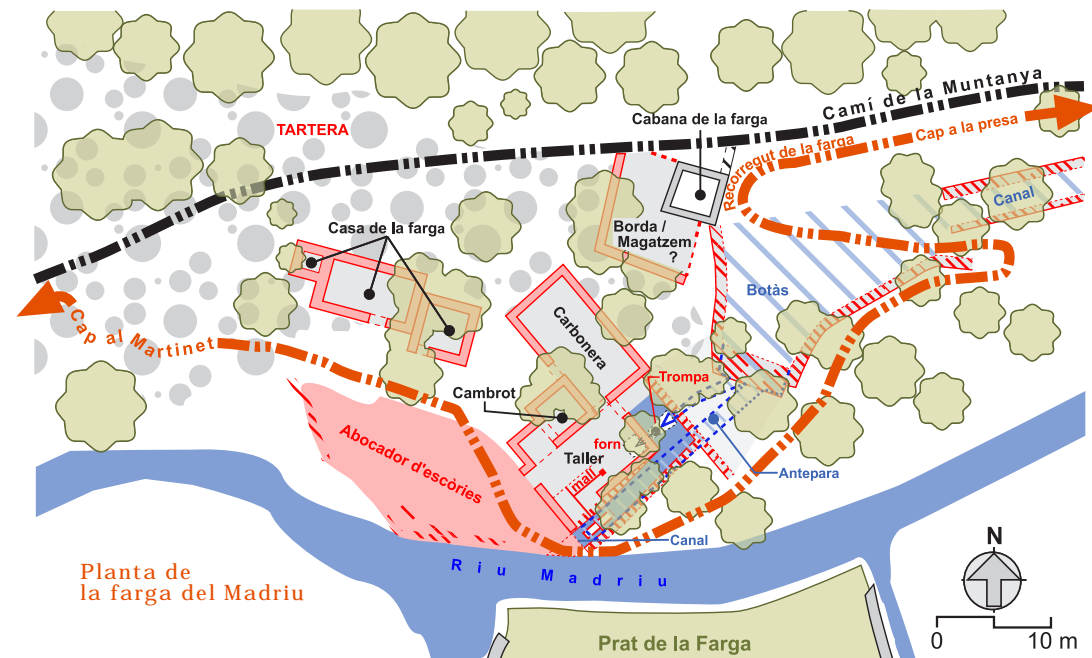 Camí de la Muntanya
Cabana de la farga
Cap a la presa
TARTERA
Recorregut de la farga
Canal
Borda /
Magatzem
?
Casa de la farga
Botàs
Cap al Martinet
Carbonera
Trompa
Cambrot
forn
Taller
Abocador d'escòries
mall
Antepara
Canal
Riu Madriu
N
Planta de
la farga del Madriu
Prat de la Farga
0 10 m